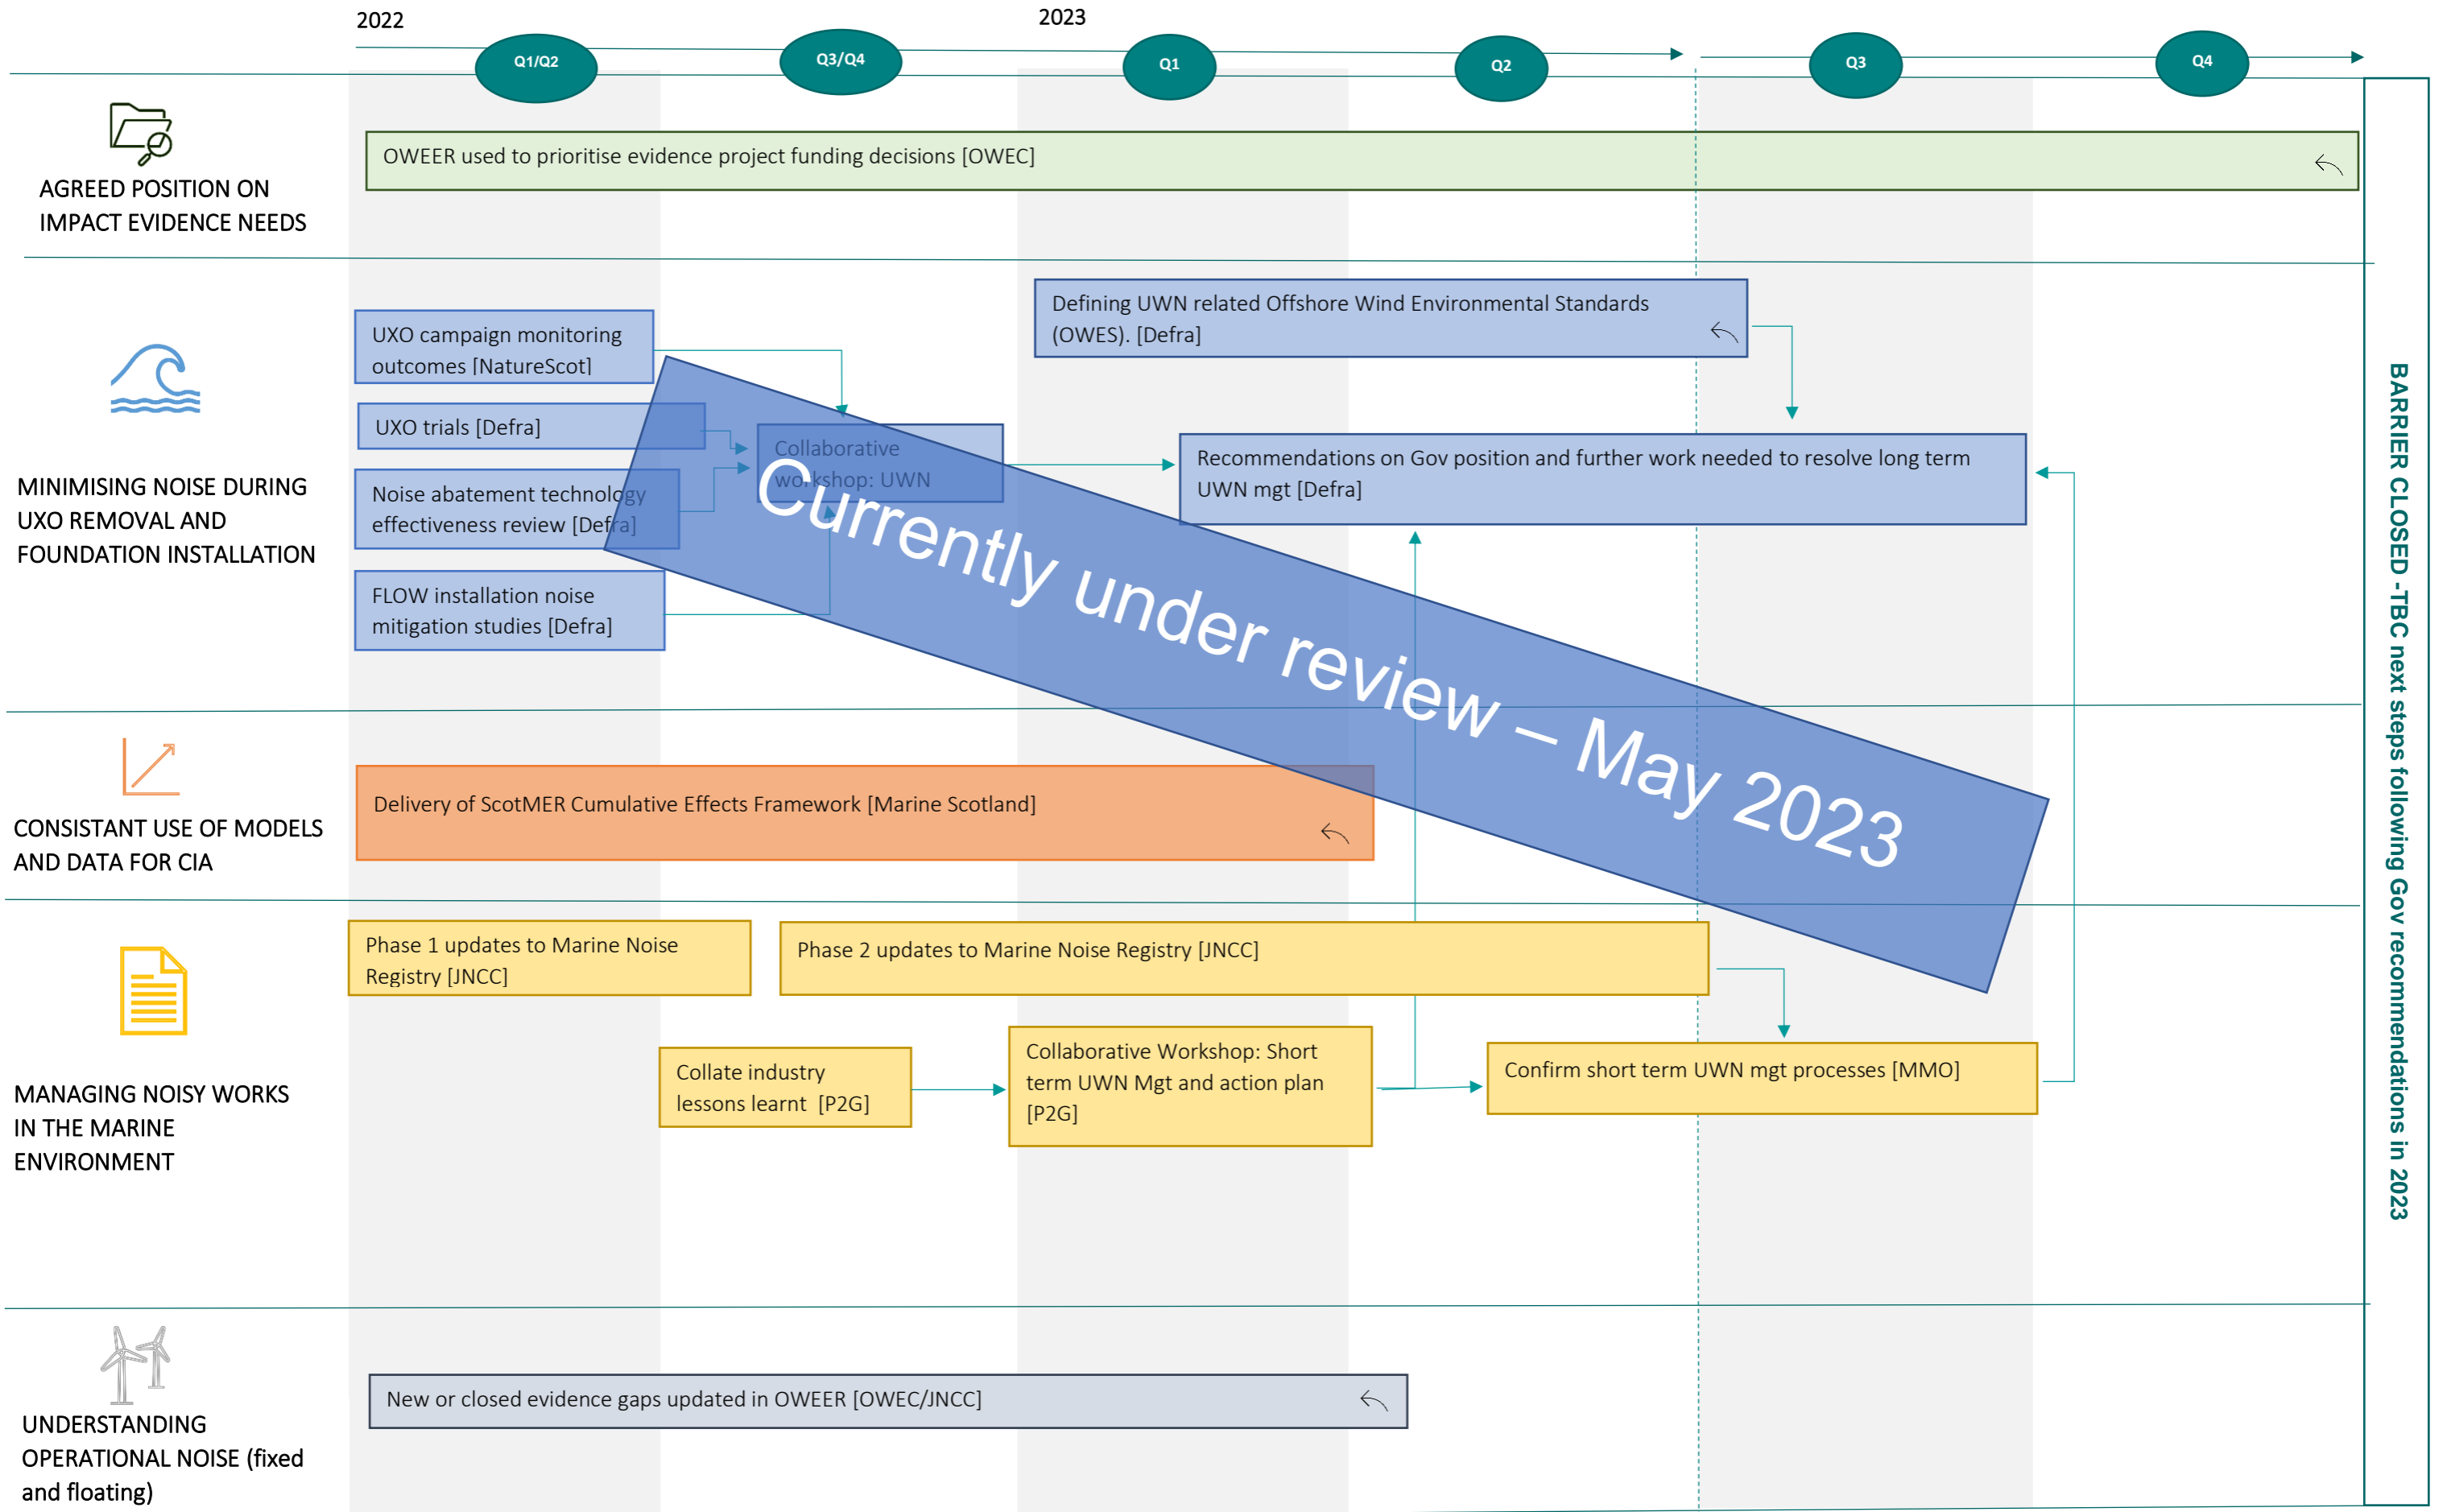 2022
2023
Q1/Q2
Q3/Q4
Q1
Q2
Q3
Q4
AGREED POSITION ON
IMPACT EVIDENCE NEEDS
OWEER used to prioritise evidence project funding decisions [OWEC]
MINIMISING NOISE DURING
UXO REMOVAL AND
FOUNDATION INSTALLATION
UXO campaign monitoring
outcomes [NatureScot]
UXO trials [Defra]
Noise abatement technology
effectiveness review [Defra]
FLOW installation noise
mitigation studies [Defra]
Collaborative
workshop: UWN
Defining UWN related Offshore Wind Environmental Standards
(OWES). [Defra]
Recommendations on Gov position and further work needed to resolve long term
UWN mgt [Defra]
Currently under review – May 2023
CONSISTANT USE OF MODELS
AND DATA FOR CIA
Delivery of ScotMER Cumulative Effects Framework [Marine Scotland]
MANAGING NOISY WORKS
IN THE MARINE
ENVIRONMENT
Phase 1 updates to Marine Noise
Registry [JNCC]
Phase 2 updates to Marine Noise Registry [JNCC]
Collate industry
lessons learnt [P2G]
Collaborative Workshop: Short
term UWN Mgt and action plan
[P2G]
Confirm short term UWN mgt processes [MMO]
UNDERSTANDING
OPERATIONAL NOISE (fixed
and floating)
New or closed evidence gaps updated in OWEER [OWEC/JNCC]
BARRIER CLOSED -TBC next steps following Gov recommendations in 2023